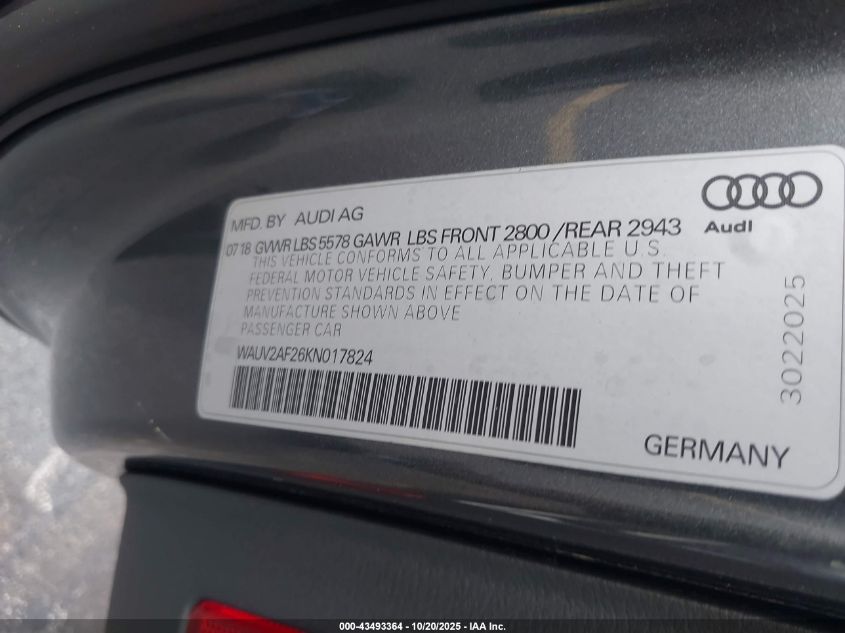 MFD. BY AUDI AG
Audi
07 18 GVWR LBS 5578 GAWR LBS FRONT 2800 /REAR 2943
THIS VEHICLE CONFORMS TO ALL APPLICABLE U.S.
FEDERAL MOTOR VEHICLE SAFETY, BUMPER AND THEFT
PREVENTION STANDARDS IN EFFECT ON THE DATE OF
MANUFACTURE SHOWN ABOVE
PASSENGER CAR
WAUV2AF26KN017824
3022025
GERMANY
000-43493364 - 10/20/2025 - IAA Inc.